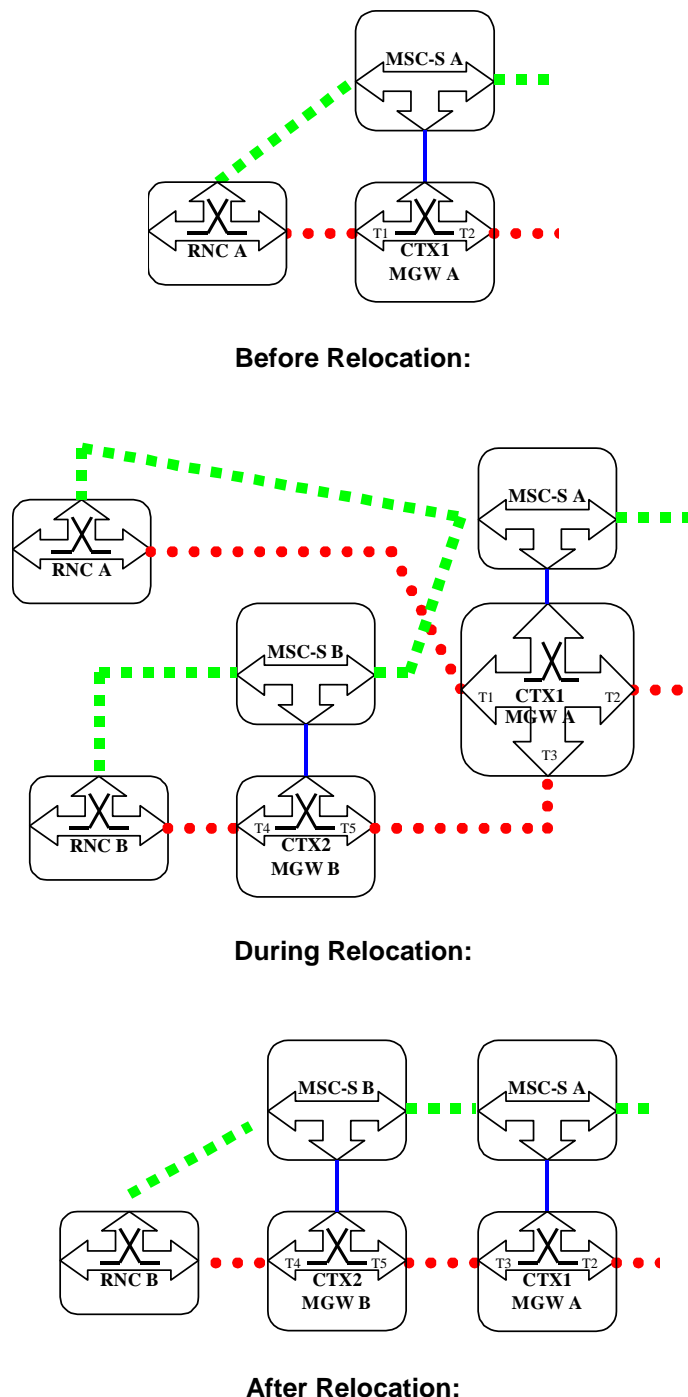 MSC-S A
T1
T2
CTX1
RNC A
MGW A
Before Relocation:
MSC-S A
RNC A
MSC-S B
CTX1
T1
T2
MGW A
T3
T4
T5
RNC B
CTX2
MGW B
During Relocation:
MSC-S B
MSC-S A
T4
T5
T3
T2
RNC B
CTX2
CTX1
MGW B
MGW A
After Relocation: